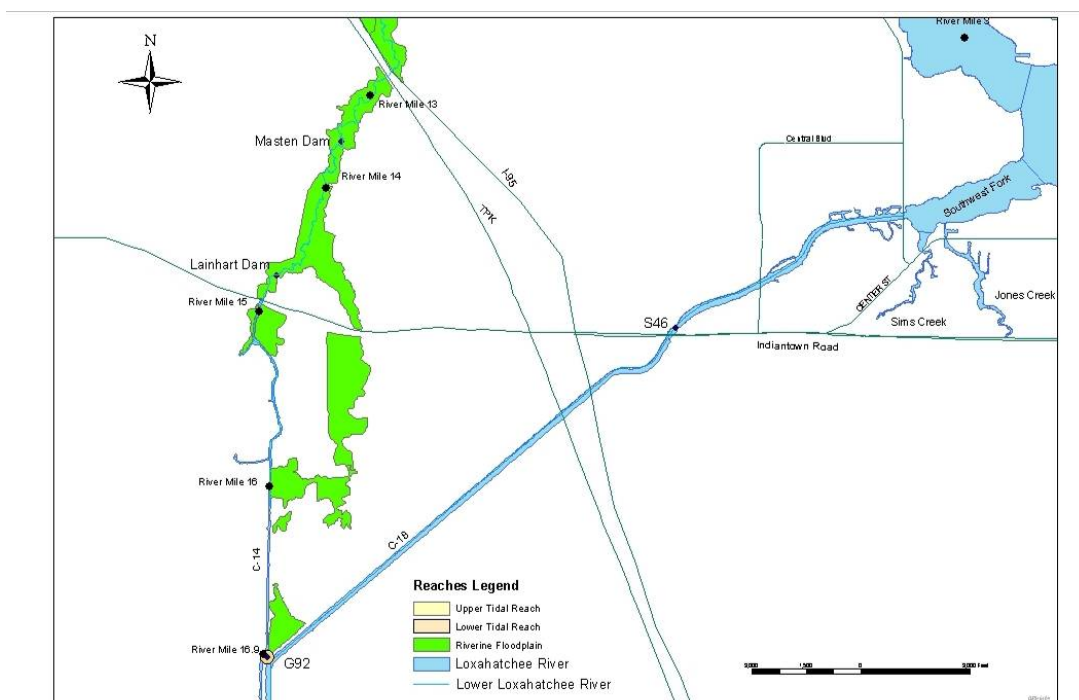 River Mile 3
N
River Mile 13
Masten Dam
Central Blvd
River Mile 14
I-95
TPK
Southwest Fork
Lainhart Dam
CENTER ST
Jones Creek
River Mile 15
S46
Sims Creek
Indiantown Road
River Mile 16
C-18
C-14
Reaches Legend
Upper Tidal Reach
Lower Tidal Reach
Riverine Floodplain
River Mile 16.9
G92
Loxahatchee River
Lower Loxahatchee River
0